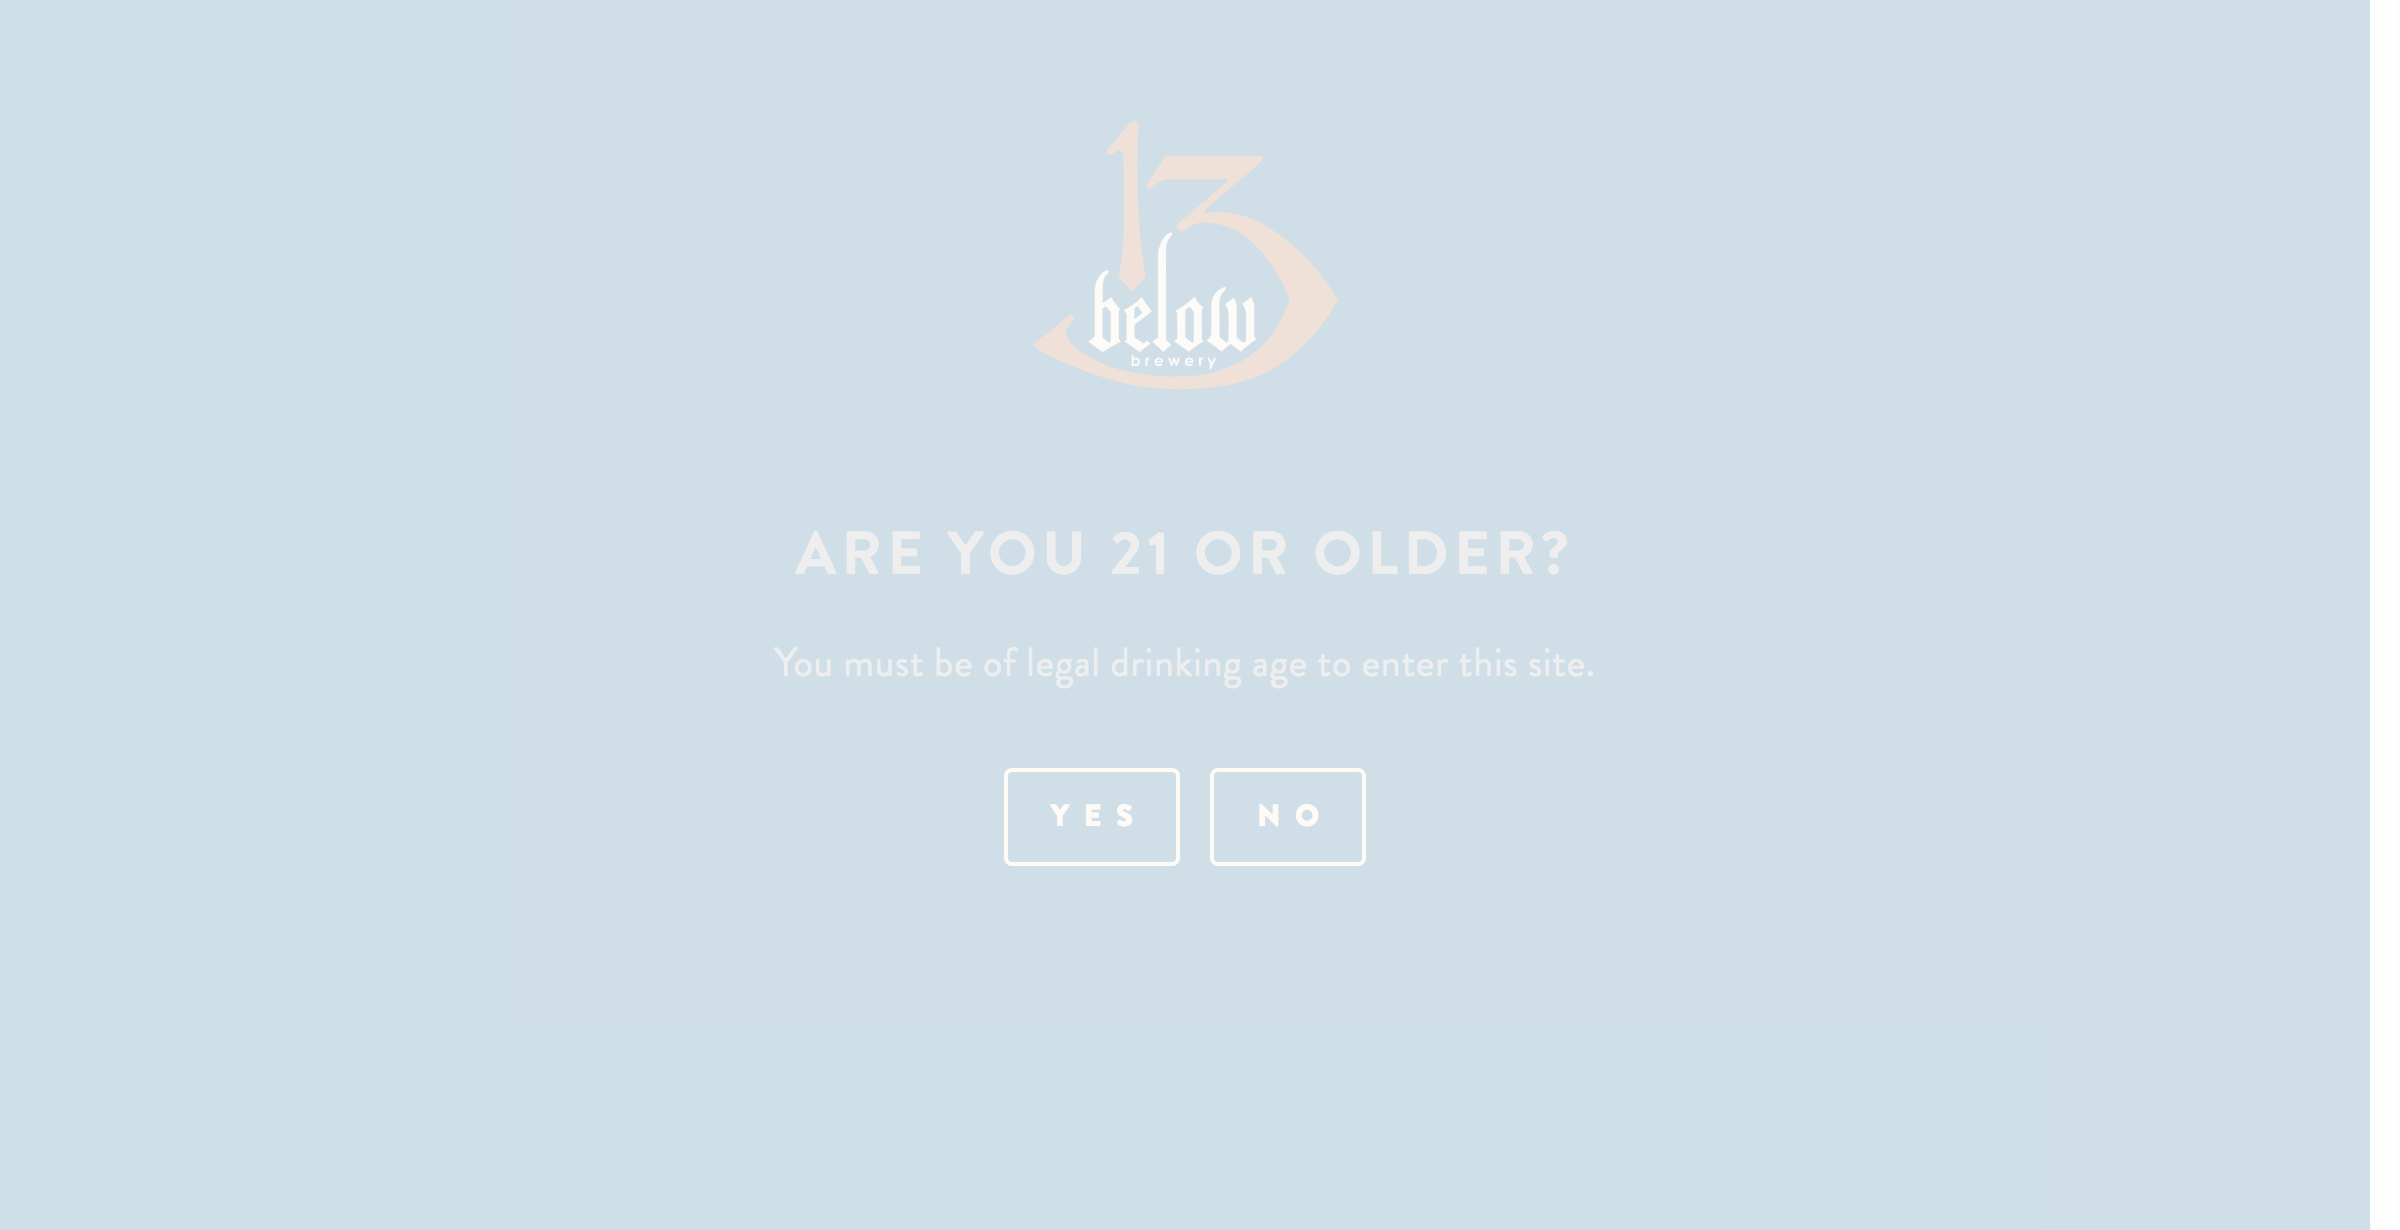 13
below
brewery
ARE YOU 21 OR OLDER?
You must be of legal drinking age to enter this site.
YES NO